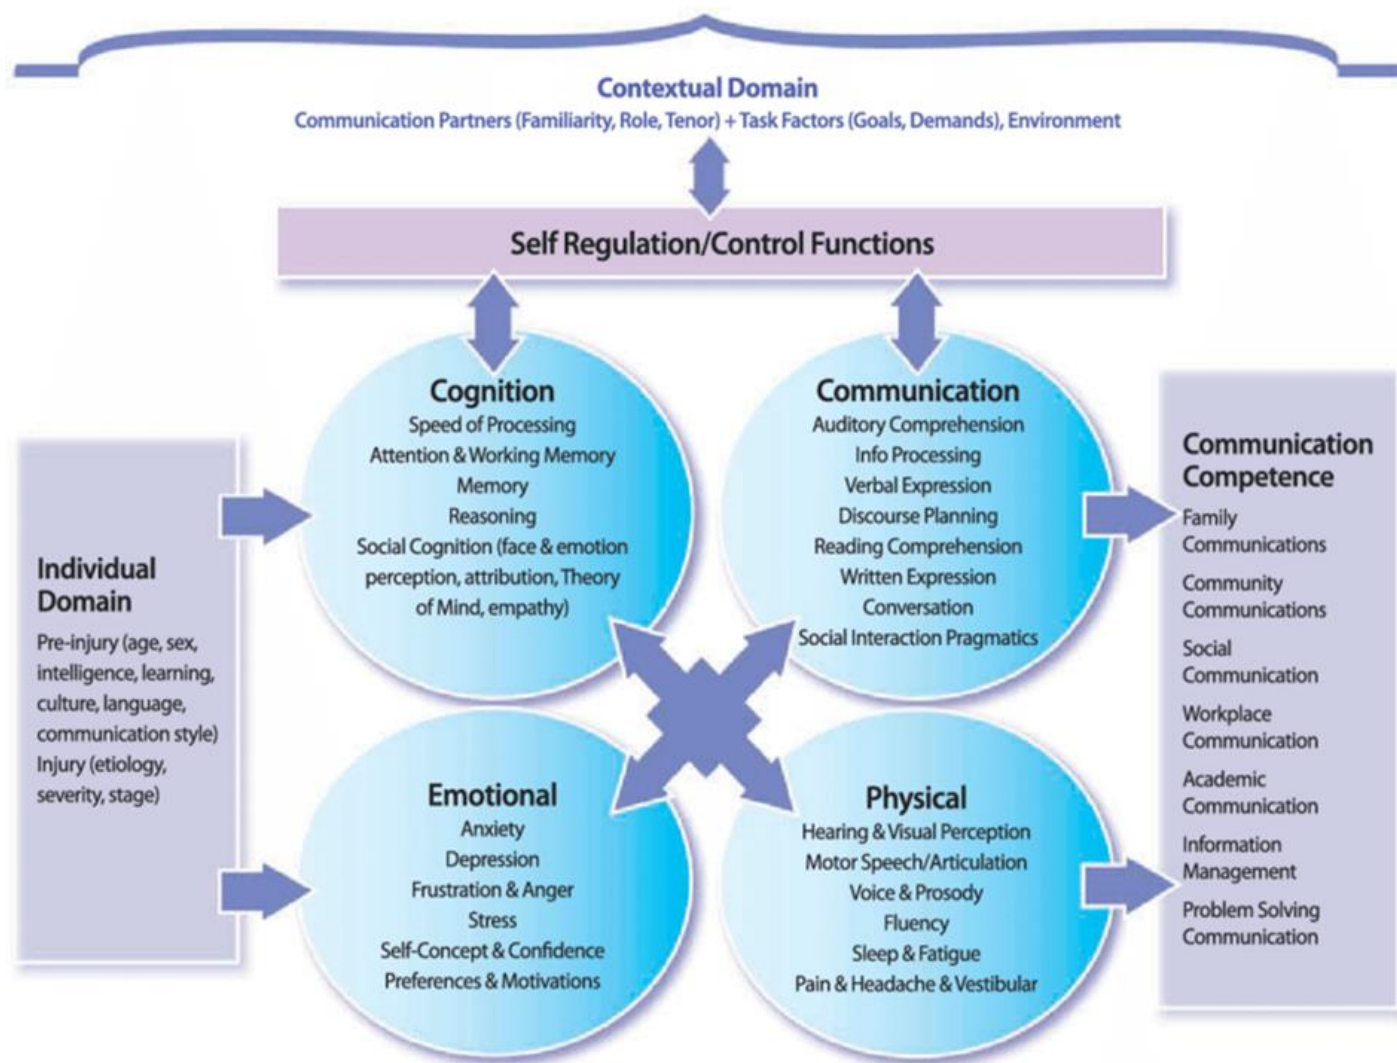 Contextual Domain
Communication Partners (Familiarity, Role, Tenor) + Task Factors (Goals, Demands), Environment
Self Regulation/Control Functions
Individual
Domain
Pre-injury (age, sex,
intelligence, learning,
culture, language,
communication style)
Injury (etiology,
severity, stage)
Cognition
Speed of Processing
Attention & Working Memory
Memory
Reasoning
Social Cognition (face & emotion
perception, attribution, Theory
of Mind, empathy)
Communication
Auditory Comprehension
Info Processing
Verbal Expression
Discourse Planning
Reading Comprehension
Written Expression
Conversation
Social Interaction Pragmatics
Emotional
Anxiety
Depression
Frustration & Anger
Stress
Self-Concept & Confidence
Preferences & Motivations
Physical
Hearing & Visual Perception
Motor Speech/Articulation
Voice & Prosody
Fluency
Sleep & Fatigue
Pain & Headache & Vestibular
Communication
Competence
Family
Communications
Community
Communications
Social
Communication
Workplace
Communication
Academic
Communication
Information
Management
Problem Solving
Communication